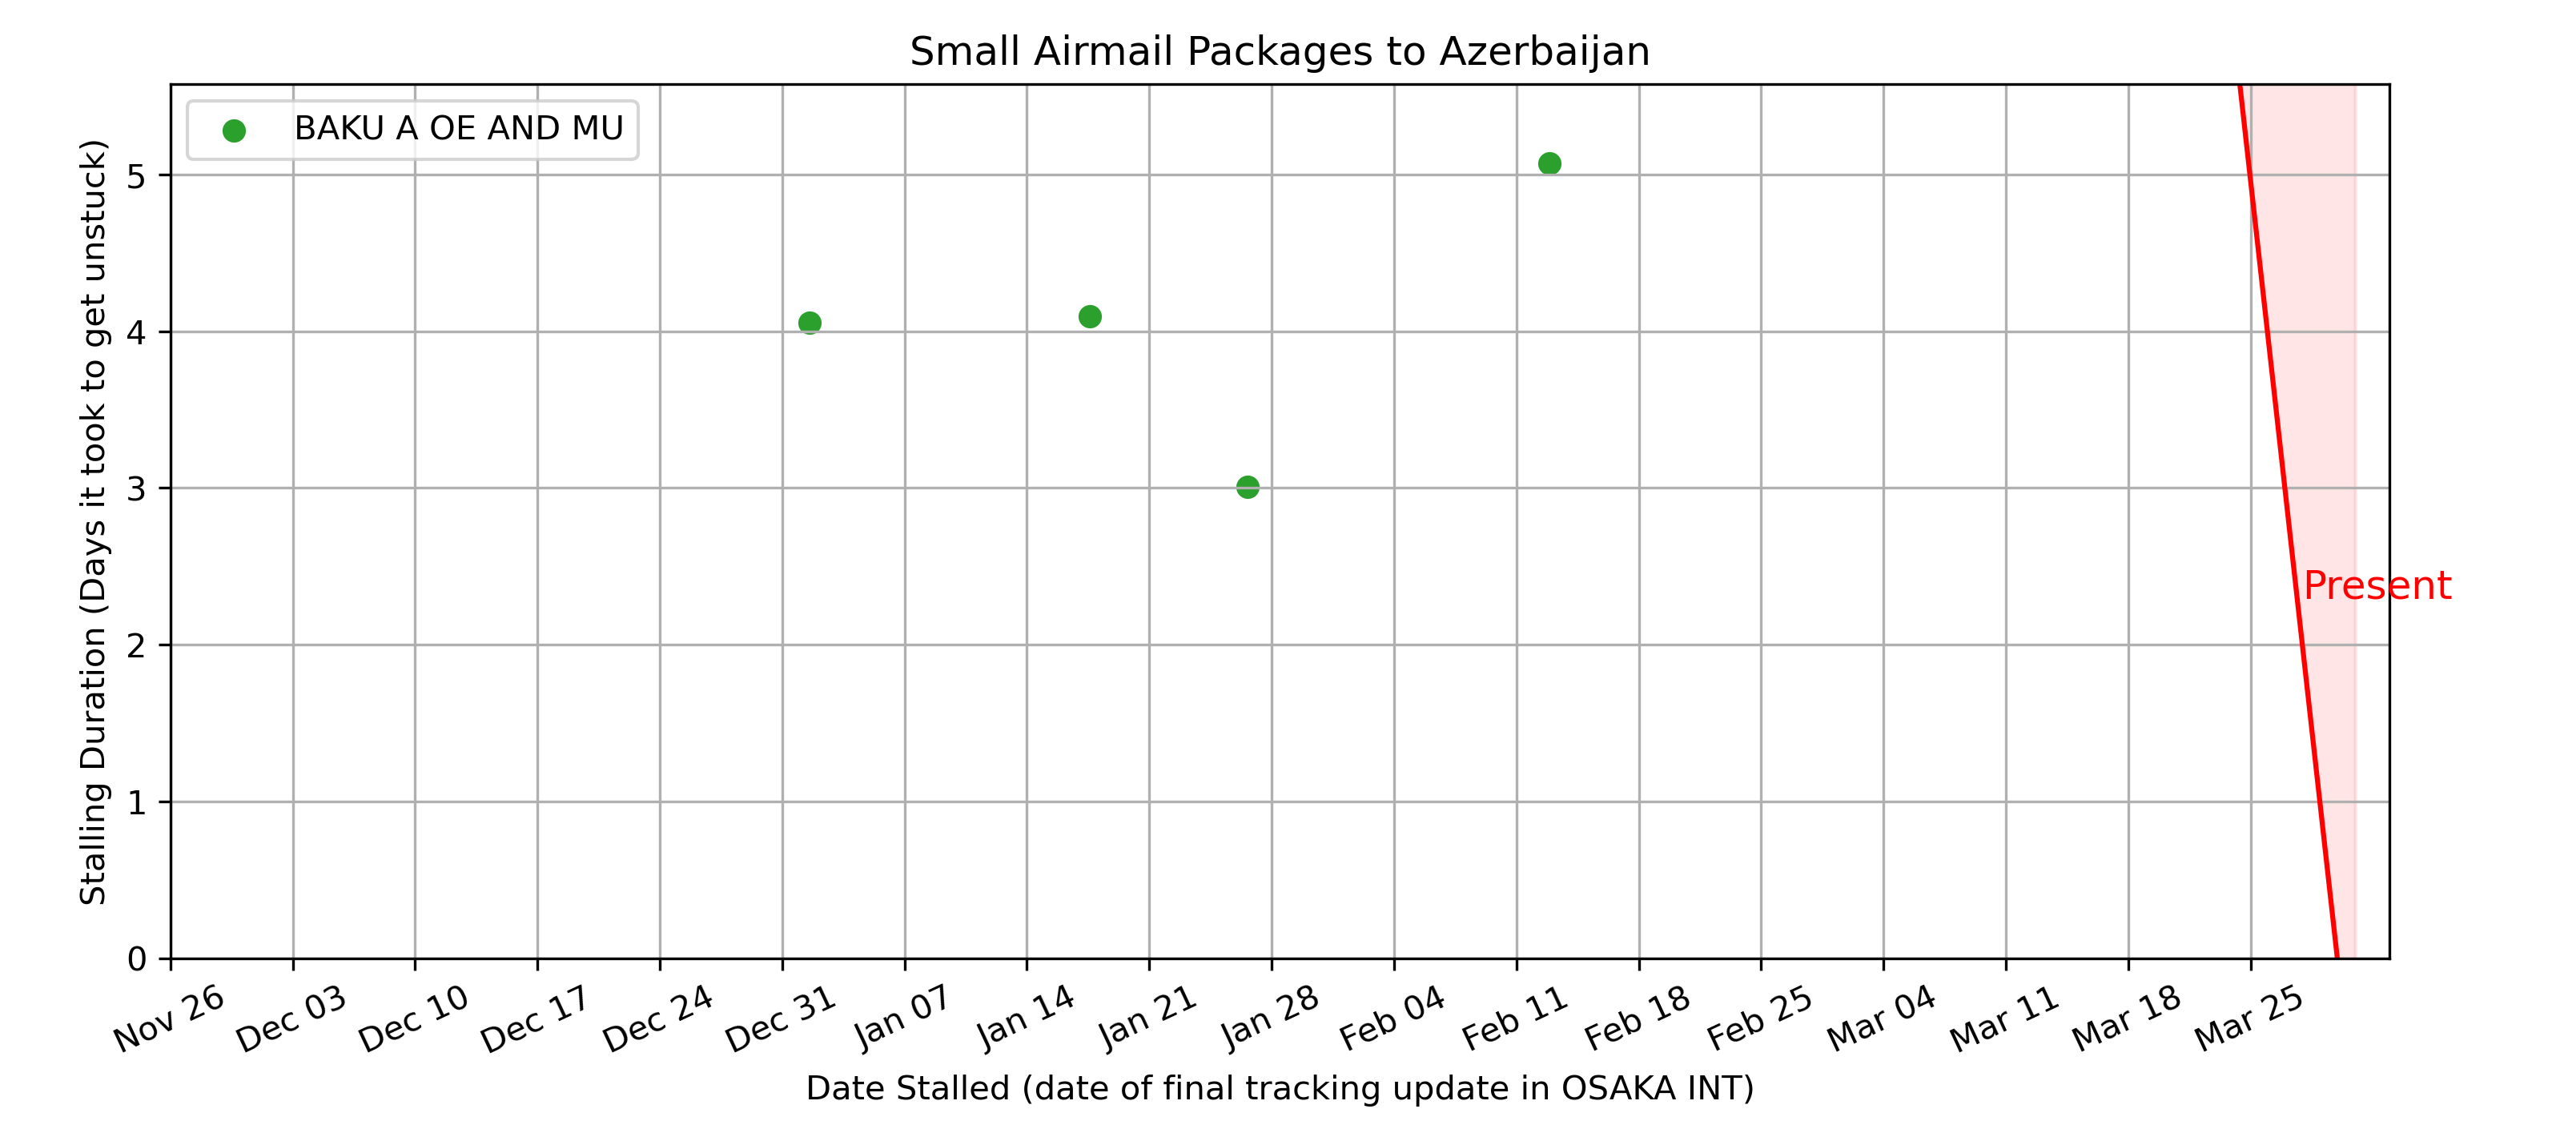 Small Airmail Packages to Azerbaijan
BAKU A OE AND MU
Stalling Duration (Days it took to get unstuck)
5
4
3
2
1
0
Present
Nov 26
Dec 03
Dec 10
Dec 17
Dec 24
Dec 31
Jan 07
Jan 14
Jan 21
Jan 28
Feb 04
Feb 11
Feb 18
Feb 25
Mar 04
Mar 11
Mar 18
Mar 25
Date Stalled (date of final tracking update in OSAKA INT)